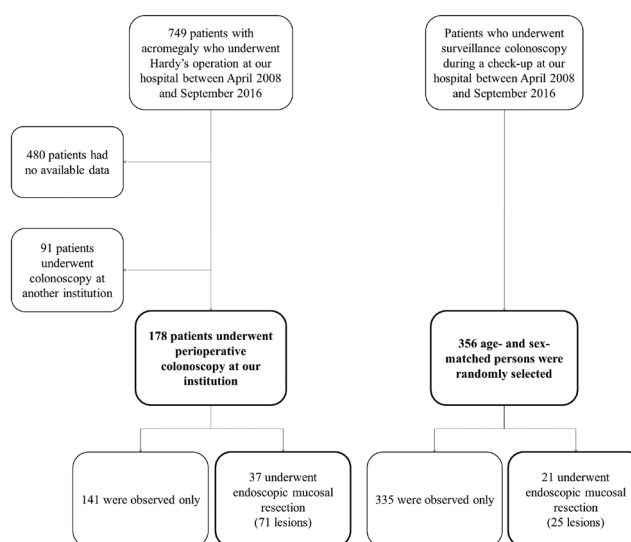 749 patients with
acromegaly who underwent
Hardy’s operation at our
hospital between April 2008
and September 2016
Patients who underwent
surveillance colonoscopy
during a check-up at our
hospital between April 2008
and September 2016
480 patients had
no available data
91 patients
underwent
colonoscopy at
another institution
178 patients underwent
perioperative
colonoscopy at our
institution
356 age- and sex-
matched persons were
randomly selected
141 were observed only
37 underwent
endoscopic mucosal
resection
(71 lesions)
335 were observed only
21 underwent
endoscopic mucosal
resection
(25 lesions)